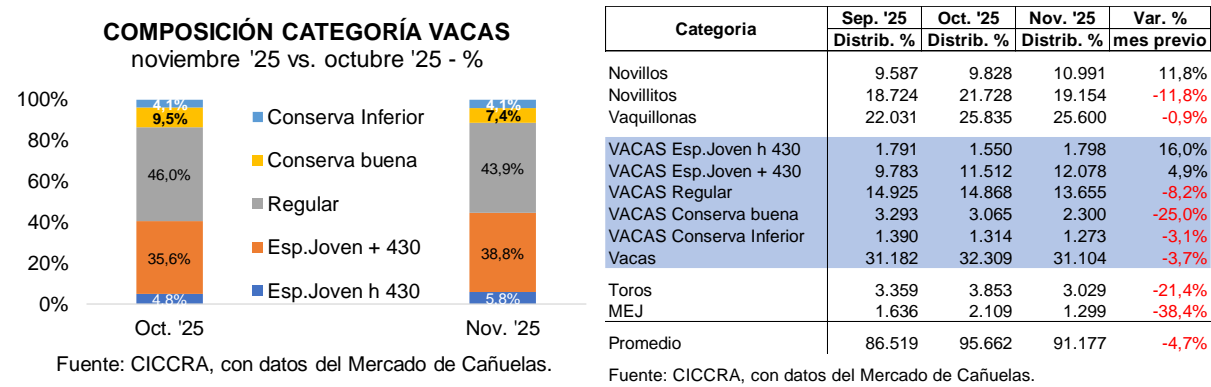 COMPOSICIÓN CATEGORÍA VACAS
noviembre '25 vs. octubre '25 - %
100%
80%
60%
40%
20%
0%
4,1%
9,5%
46,0%
35,6%
4,8%
Conserva Inferior
Conserva buena
Regular
Esp.Joven + 430
Esp.Joven h 430
4,1%
7,4%
43,9%
38,8%
5,8%
Oct. '25 Nov. '25
Fuente: CICCRA, con datos del Mercado de Cañuelas.
Categoria Sep. '25 Oct. '25 Nov. '25 Var. %
Distrib. % Distrib. % Distrib. % mes previo
Novillos 9.587 9.828 10.991 11,8%
Novillitos 18.724 21.728 19.154 -11,8%
Vaquillonas 22.031 25.835 25.600 -0,9%
VACAS Esp.Joven h 430 1.791 1.550 1.798 16,0%
VACAS Esp.Joven + 430 9.783 11.512 12.078 4,9%
VACAS Regular 14.925 14.868 13.655 -8,2%
VACAS Conserva buena 3.293 3.065 2.300 -25,0%
VACAS Conserva Inferior 1.390 1.314 1.273 -3,1%
Vacas 31.182 32.309 31.104 -3,7%
Toros 3.359 3.853 3.029 -21,4%
MEJ 1.636 2.109 1.299 -38,4%
Promedio 86.519 95.662 91.177 -4,7%
Fuente: CICCRA, con datos del Mercado de Cañuelas.